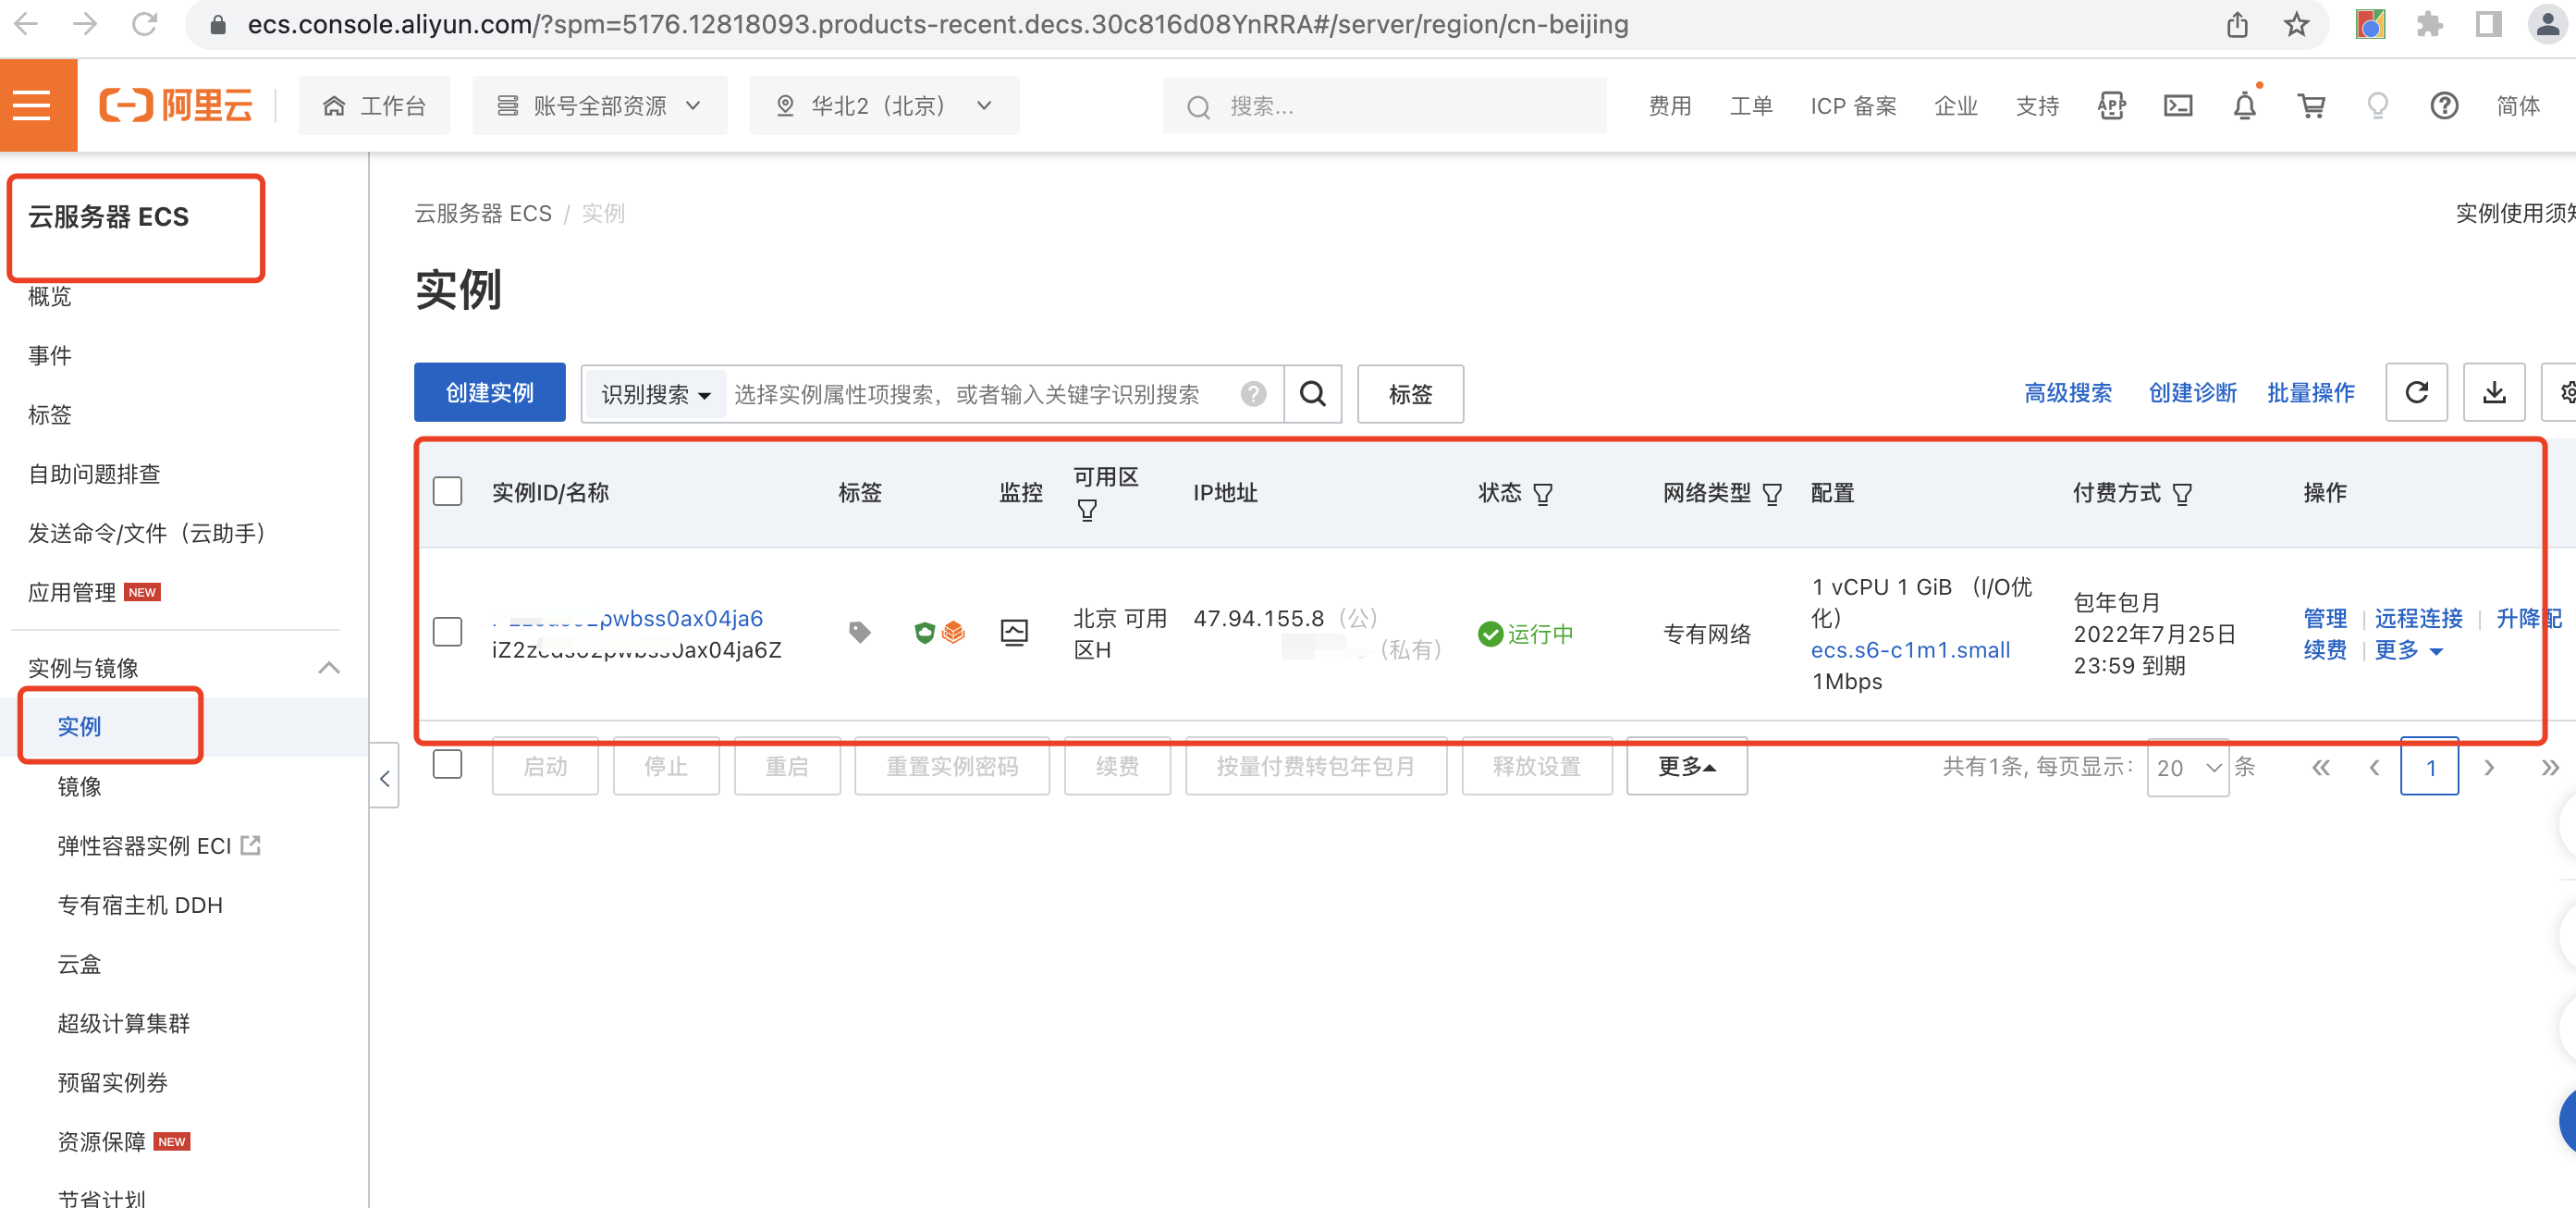 ecs.console.aliyun.com/?spm=5176.12818093.products-recent.decs.30c816d08YnRRA#/server/region/cn-beijing
阿里云
工作台
账号全部资源
华北2（北京）
搜索...
费用
工单
ICP 备案
企业
支持
APP
简体
云服务器 ECS
概览
事件
标签
自助问题排查
发送命令/文件（云助手）
应用管理 NEW
实例与镜像
实例
镜像
弹性容器实例 ECI
专有宿主机 DDH
云盒
超级计算集群
预留实例券
资源保障 NEW
节省计划
云服务器 ECS / 实例
实例使用须
实例
创建实例
识别搜索
选择实例属性项搜索，或者输入关键字识别搜索
标签
高级搜索
创建诊断
批量操作
实例ID/名称
标签
监控
可用区
IP地址
状态
网络类型
配置
付费方式
操作
pwbss0ax04ja6
ax04ja6Z
北京 可用
区H
47.94.155.8（公）
（私有）
运行中
专有网络
1 vCPU 1 GiB （I/O优
化）
ecs.s6-c1m1.small
1Mbps
包年包月
2022年7月25日
23:59 到期
管理 | 远程连接 | 升降配
续费 | 更多
启动
停止
重启
重置实例密码
续费
按量付费转包年包月
释放设置
更多
共有1条, 每页显示:
20
条
1